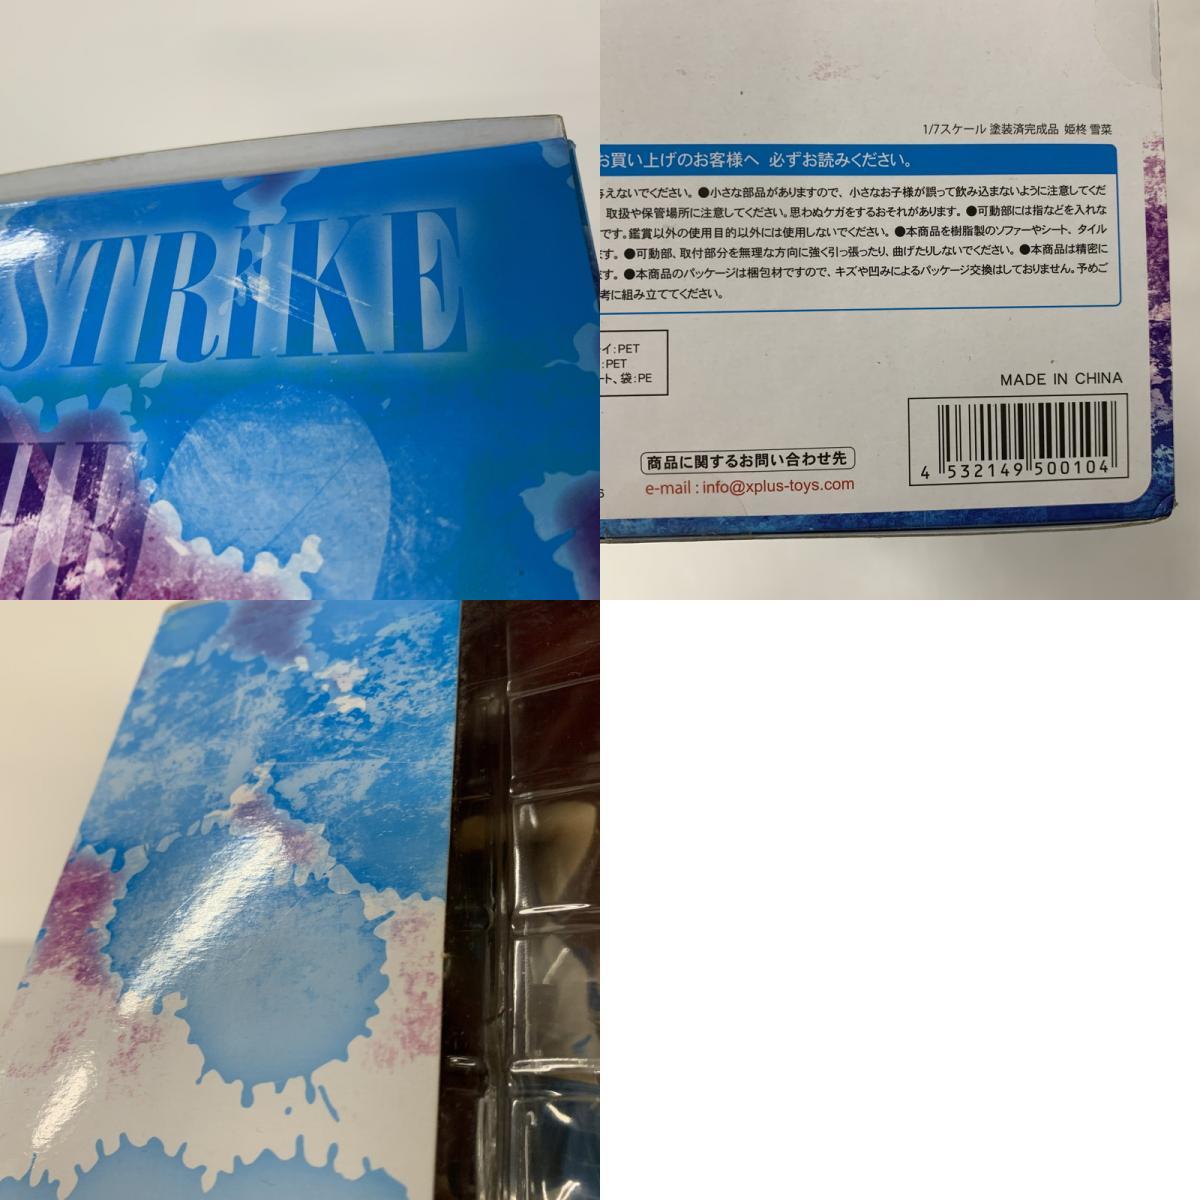 STRIKE
1/7スケール 塗装済完成品 姫柊 雪菜
お買い上げのお客様へ 必ずお読みください。
与えないでください。●小さな部品がありますので、小さなお子様が誤って飲み込まないように注意してくだ
取扱や保管場所に注意してください。思わぬケガをするおそれがあります。●可動部には指などを入れな
です。鑑賞以外の使用目的以外には使用しないでください。●本商品を樹脂製のソファーやシート、タイル
ます。●可動部、取付部分を無理な方向に強く引っ張ったり、曲げたりしないでください。●本商品は精密に
ます。●本商品のパッケージは梱包材ですので、キズや凹みによるパッケージ交換はしておりません。予めご
考に組み立ててください。
イ:PET
:PET
ート、袋:PE
MADE IN CHINA
4 532149 500104
商品に関するお問い合わせ先
e-mail : info@xplus-toys.com
6